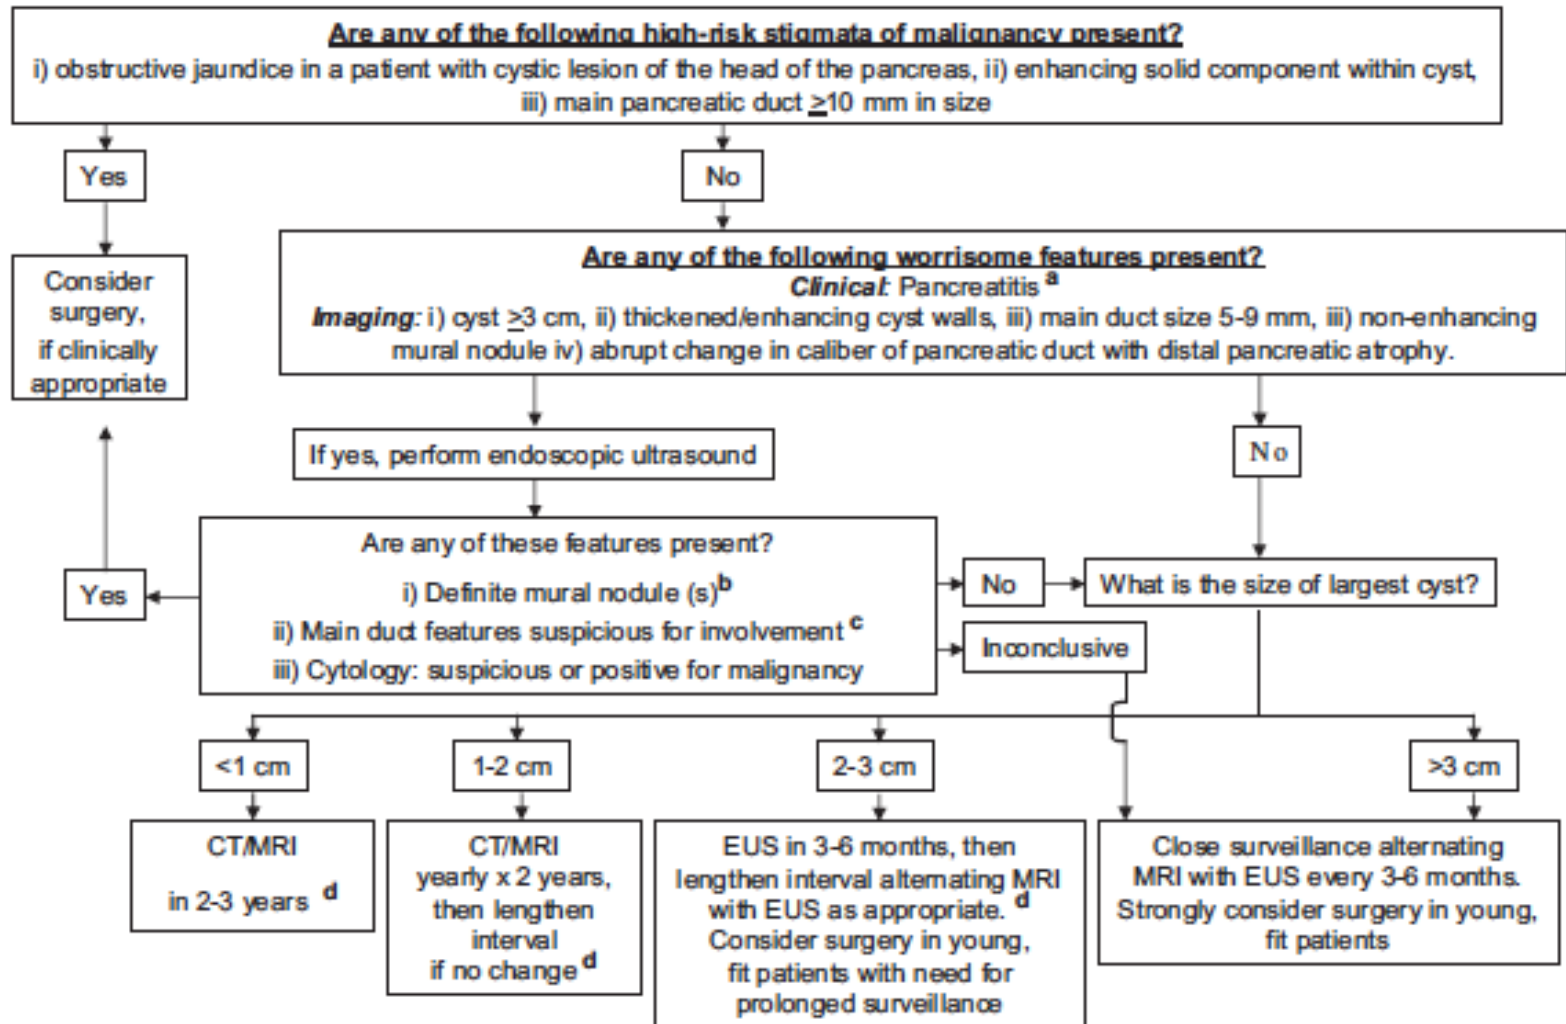 Are any of the following high-risk stigmata of malignancy present?
i) obstructive jaundice in a patient with cystic lesion of the head of the pancreas, ii) enhancing solid component within cyst,
iii) main pancreatic duct ≥10 mm in size
Yes
No
Consider
surgery,
if clinically
appropriate
Are any of the following worrisome features present?
Clinical: Pancreatitis a
Imaging: i) cyst ≥3 cm, ii) thickened/enhancing cyst walls, iii) main duct size 5-9 mm, iii) non-enhancing
mural nodule iv) abrupt change in caliber of pancreatic duct with distal pancreatic atrophy.
If yes, perform endoscopic ultrasound
No
Are any of these features present?
i) Definite mural nodule (s) b
ii) Main duct features suspicious for involvement c
iii) Cytology: suspicious or positive for malignancy
Yes
No
What is the size of largest cyst?
Inconclusive
<1 cm
1-2 cm
2-3 cm
>3 cm
CT/MRI
in 2-3 years d
CT/MRI
yearly x 2 years,
then lengthen
interval
if no change d
EUS in 3-6 months, then
lengthen interval alternating MRI
with EUS as appropriate. d
Consider surgery in young,
fit patients with need for
prolonged surveillance
Close surveillance alternating
MRI with EUS every 3-6 months.
Strongly consider surgery in young,
fit patients